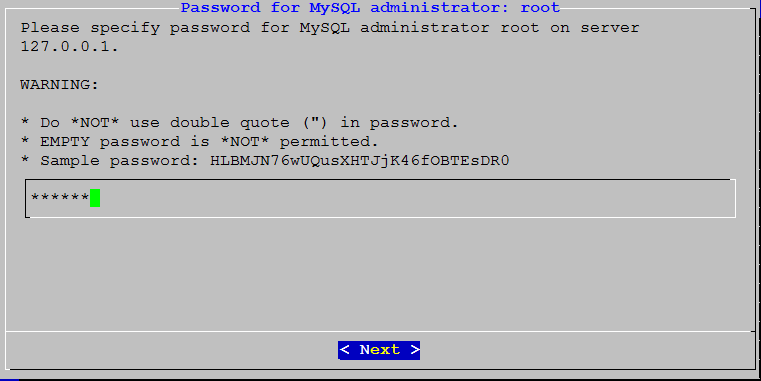 Password for MySQL administrator: root
Please specify password for MySQL administrator root on server
127.0.0.1.
WARNING:
* Do *NOT* use double quote (") in password.
* EMPTY password is *NOT* permitted.
* Sample password: HLBMJN76wUQusXHTJjK46fOBTEsDR0
******
< Next >